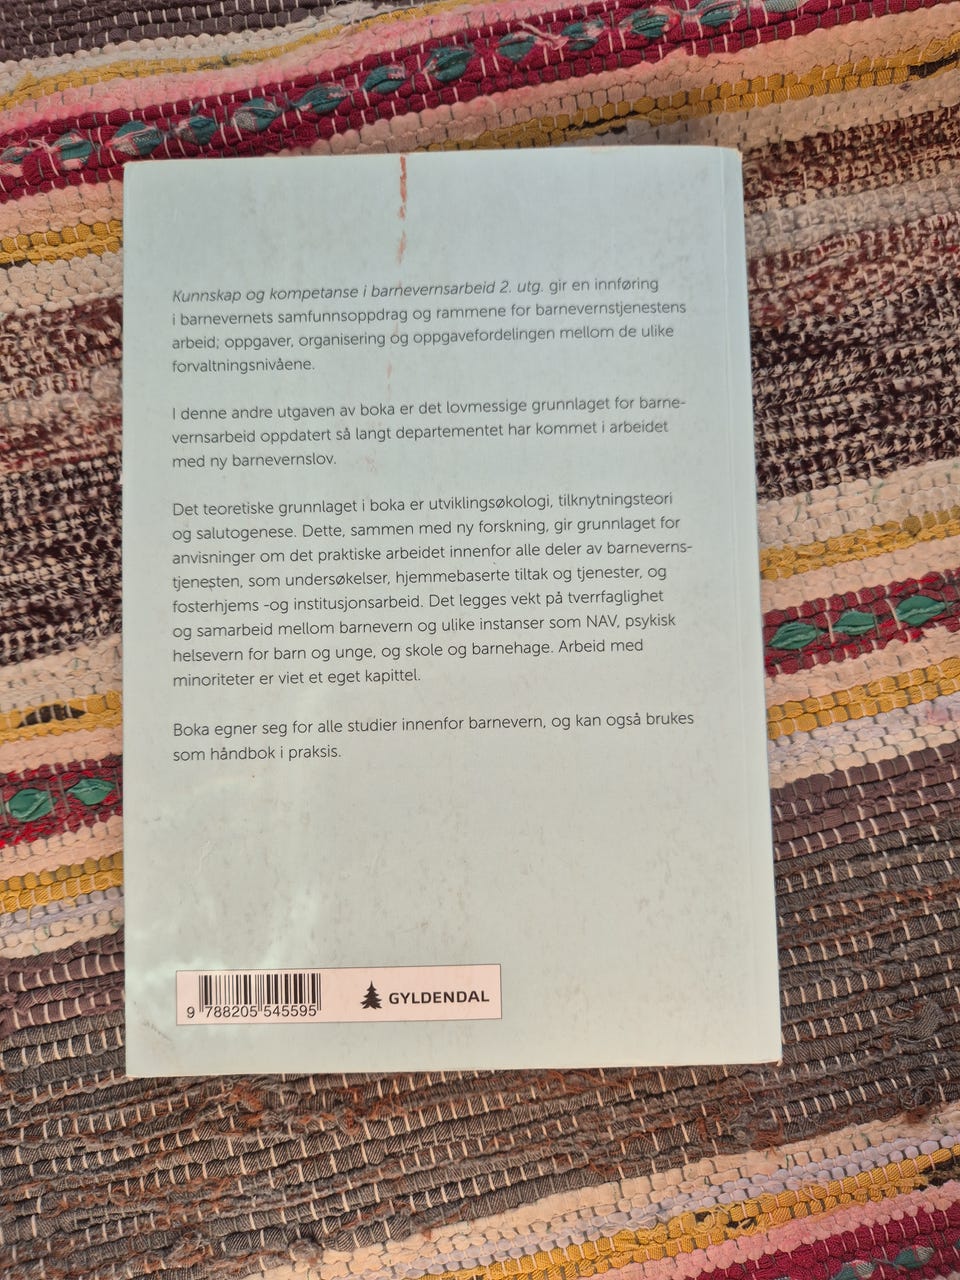 Kunnskap og kompetanse i barnevernsarbeid 2. utg. gir en innføring
i barnevernets samfunnsoppdrag og rammene for barnevernstjenestens
arbeid; oppgaver, organisering og oppgavefordelingen mellom de ulike
forvaltningsnivåene.
I denne andre utgaven av boka er det lovmessige grunnlaget for barne-
vernsarbeid oppdatert så langt departementet har kommet i arbeidet
med ny barnevernslov.
Det teoretiske grunnlaget i boka er utviklingsøkologi, tilknytningsteori
og salutogenese. Dette, sammen med ny forskning, gir grunnlaget for
anvisninger om det praktiske arbeidet innenfor alle deler av barneverns-
tjenesten, som undersøkelser, hjemmebaserte tiltak og tjenester, og
fosterhjems -og institusjonsarbeid. Det legges vekt på tverrfaglighet
og samarbeid mellom barnevern og ulike instanser som NAV, psykisk
helsevern for barn og unge, og skole og barnehage. Arbeid med
minoriteter er viet et eget kapittel.
Boka egner seg for alle studier innenfor barnevern, og kan også brukes
som håndbok i praksis.
9 788205 545595
GYLDENDAL